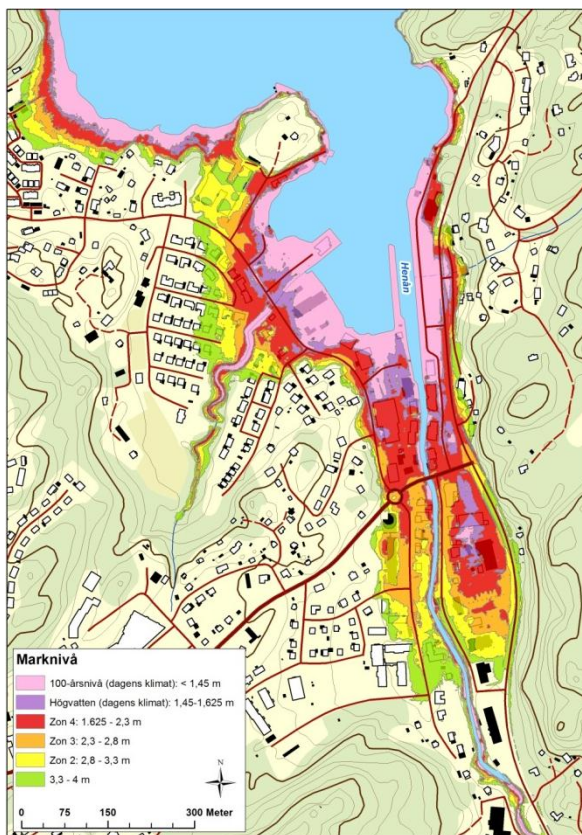 Henån
Marknivå
100-årsnivå (dagens klimat): < 1,45 m
Högvatten (dagens klimat): 1,45-1,625 m
Zon 4: 1.625 - 2,3 m
Zon 3: 2,3 - 2,8 m
Zon 2: 2,8 - 3,3 m
3,3 - 4 m
N
0 75 150 300 Meter